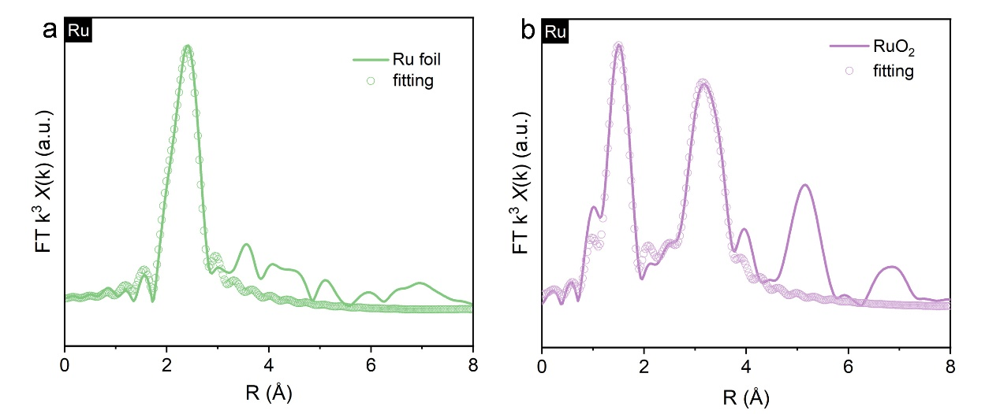 a
Ru
Ru foil
fitting
FT k³ X(k) (a.u.)
0 2 4 6 8
R (Å)
b
Ru
RuO₂
fitting
FT k³ X(k) (a.u.)
0 2 4 6 8
R (Å)